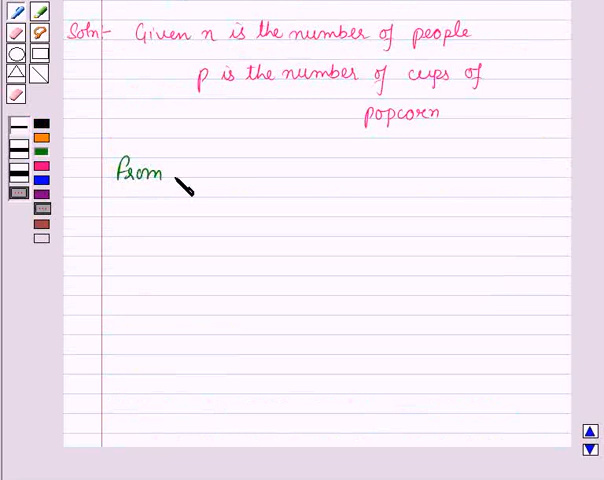 Soln:- Given n is the number of people
p is the number of cups of
popcorn
From